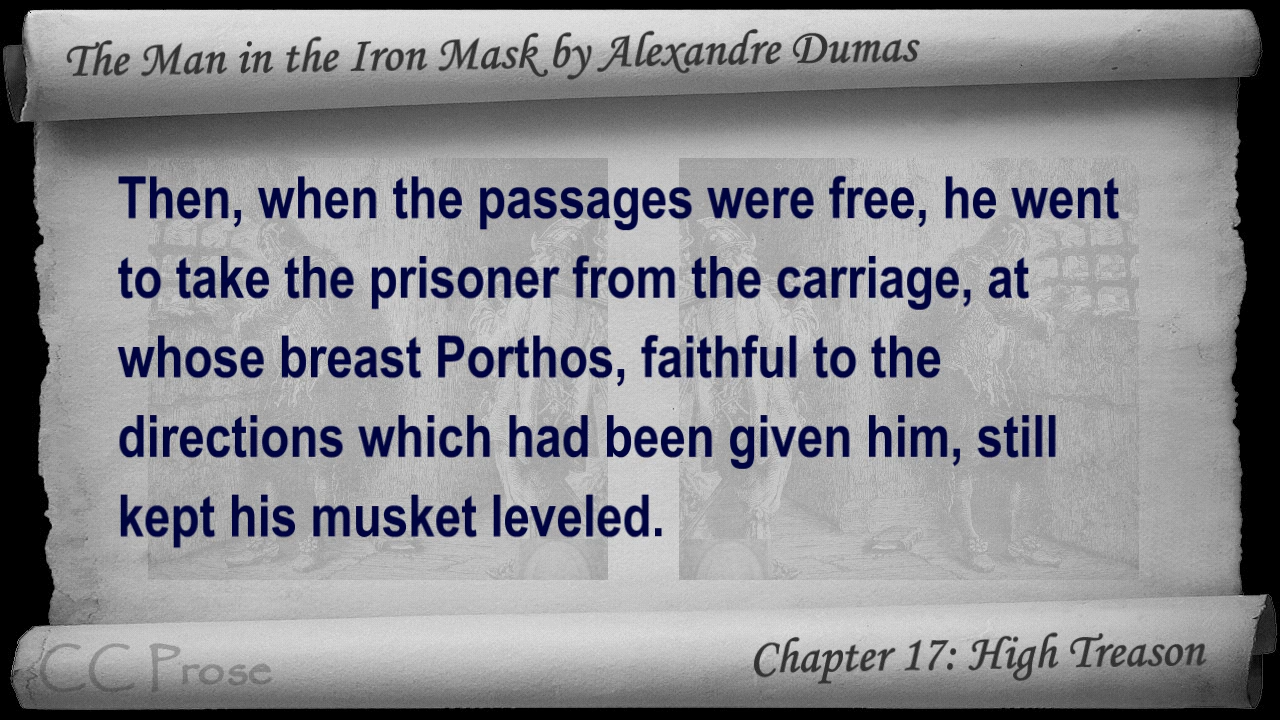 The Man in the Iron Mask by Alexandre Dumas
Then, when the passages were free, he went
to take the prisoner from the carriage, at
whose breast Porthos, faithful to the
directions which had been given him, still
kept his musket leveled.
CC Prose
Chapter 17: High Treason